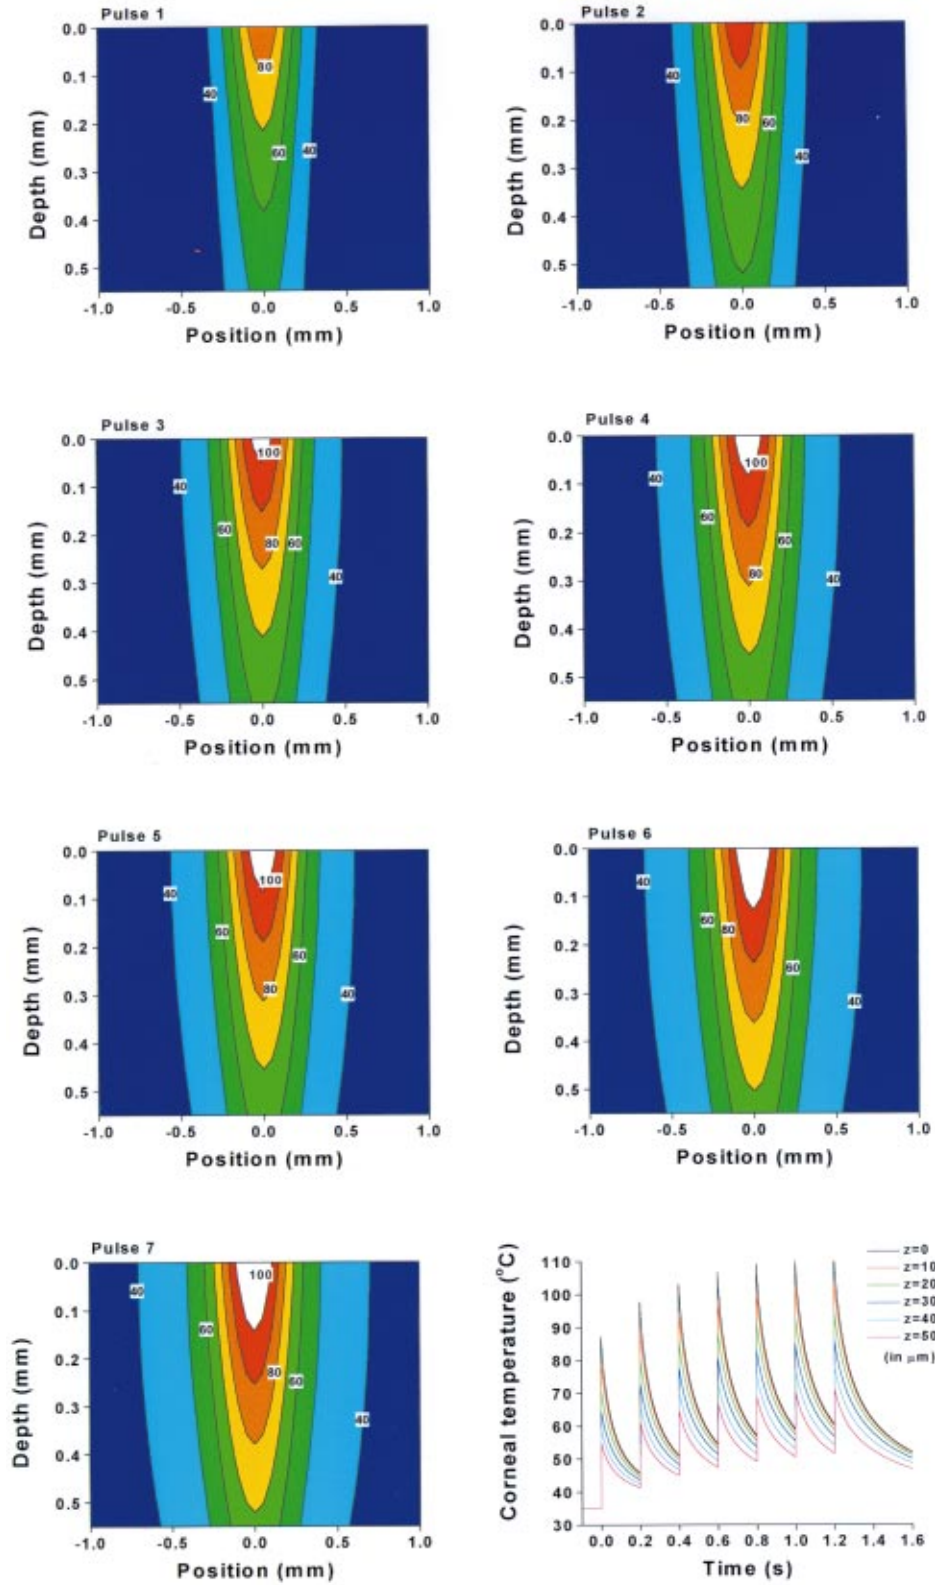 Pulse 1
0.0
0.1
0.2
0.3
0.4
0.5
Depth (mm)
80
40
60
40
-1.0 -0.5 0.0 0.5 1.0
Position (mm)
Pulse 2
0.0
0.1
0.2
0.3
0.4
0.5
Depth (mm)
40
80
60
40
-1.0 -0.5 0.0 0.5 1.0
Position (mm)
Pulse 3
0.0
0.1
0.2
0.3
0.4
0.5
Depth (mm)
100
40
60
80
60
40
-1.0 -0.5 0.0 0.5 1.0
Position (mm)
Pulse 4
0.0
0.1
0.2
0.3
0.4
0.5
Depth (mm)
100
40
60
60
80
40
-1.0 -0.5 0.0 0.5 1.0
Position (mm)
Pulse 5
0.0
0.1
0.2
0.3
0.4
0.5
Depth (mm)
100
40
60
60
80
40
-1.0 -0.5 0.0 0.5 1.0
Position (mm)
Pulse 6
0.0
0.1
0.2
0.3
0.4
0.5
Depth (mm)
40
60
80
60
40
-1.0 -0.5 0.0 0.5 1.0
Position (mm)
Pulse 7
0.0
0.1
0.2
0.3
0.4
0.5
Depth (mm)
100
40
60
80
60
40
-1.0 -0.5 0.0 0.5 1.0
Position (mm)
110
100
90
80
70
60
50
40
30
Corneal temperature (°C)
z=0
z=10
z=20
z=30
z=40
z=50
(in µm)
0.0 0.2 0.4 0.6 0.8 1.0 1.2 1.4 1.6
Time (s)